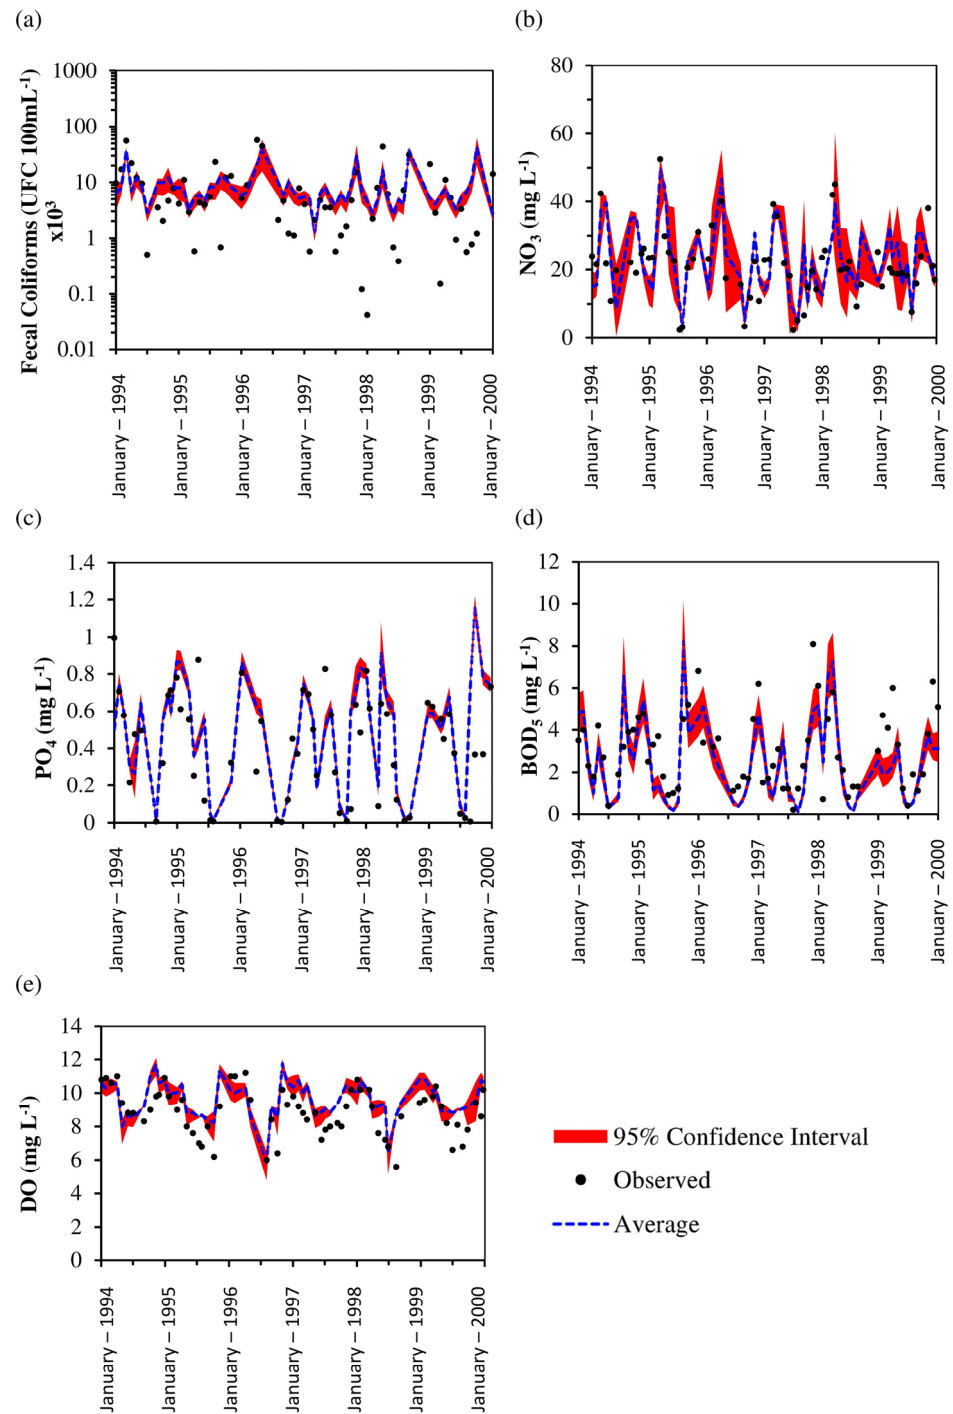 (a)
Fecal Coliforms (UFC 100mL-1)
x10³
1000
100
10
1
0.1
0.01
January – 1994
January – 1995
January – 1996
January – 1997
January – 1998
January – 1999
January – 2000
(b)
NO3 (mg L-1)
80
60
40
20
0
January – 1994
January – 1995
January – 1996
January – 1997
January – 1998
January – 1999
January – 2000
(c)
PO4 (mg L-1)
1.4
1.2
1
0.8
0.6
0.4
0.2
0
January – 1994
January – 1995
January – 1996
January – 1997
January – 1998
January – 1999
January – 2000
(d)
BOD5 (mg L-1)
12
10
8
6
4
2
0
January – 1994
January – 1995
January – 1996
January – 1997
January – 1998
January – 1999
January – 2000
(e)
DO (mg L-1)
14
12
10
8
6
4
2
0
January – 1994
January – 1995
January – 1996
January – 1997
January – 1998
January – 1999
January – 2000
95% Confidence Interval
Observed
Average